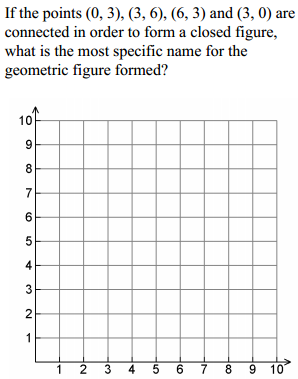 If the points (0, 3), (3, 6), (6, 3) and (3, 0) are
connected in order to form a closed figure,
what is the most specific name for the
geometric figure formed?
10
9
8
7
6
5
4
3
2
1
1 2 3 4 5 6 7 8 9 10